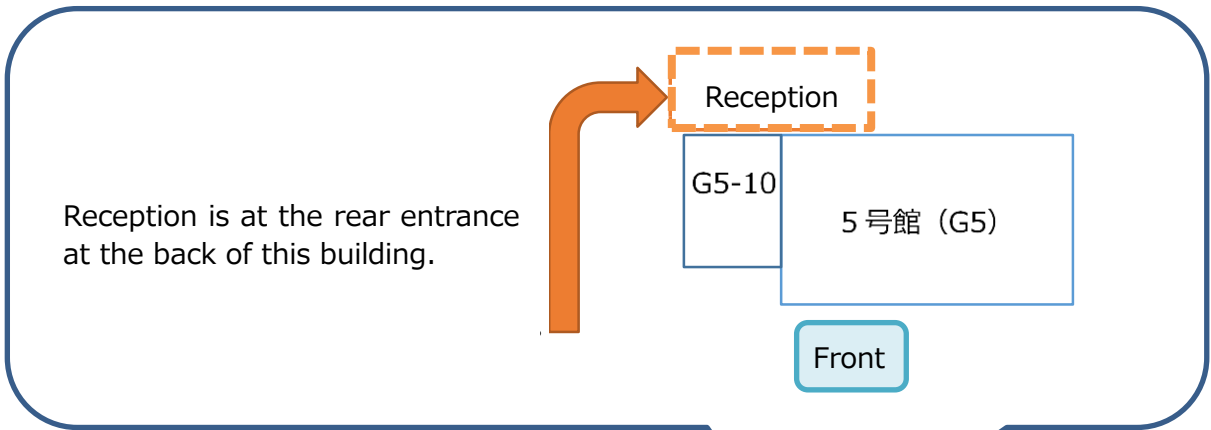 Reception
G5-10
5 号館（G5）
Reception is at the rear entrance
at the back of this building.
Front